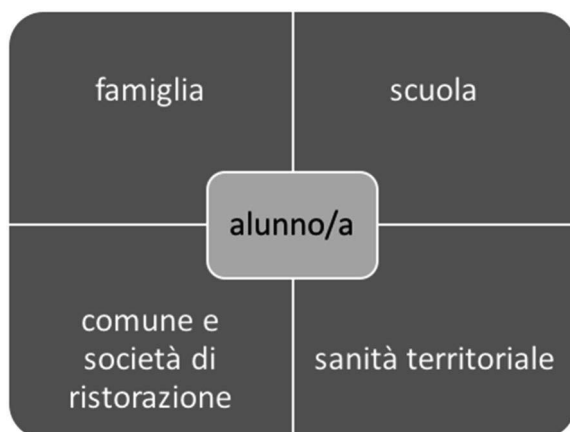 famiglia
scuola
alunno/a
comune e
società di
ristorazione
sanità territoriale